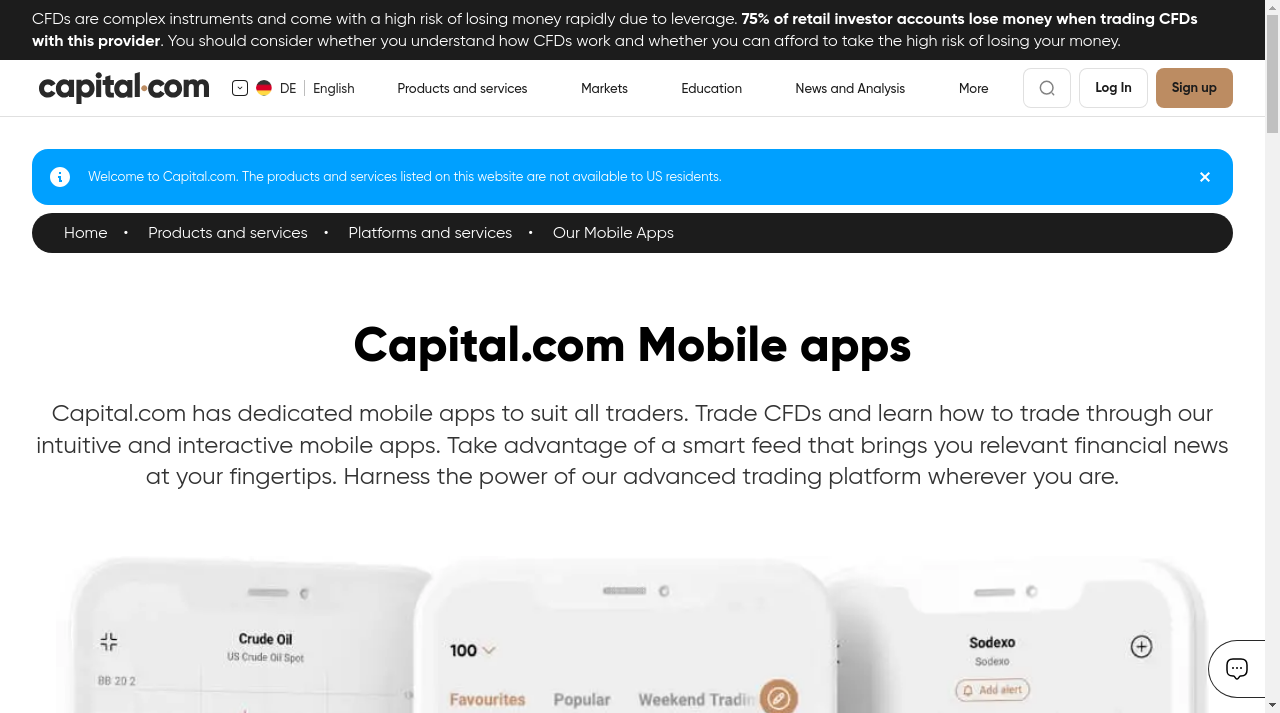 CFDs are complex instruments and come with a high risk of losing money rapidly due to leverage. 75% of retail investor accounts lose money when trading CFDs
with this provider. You should consider whether you understand how CFDs work and whether you can afford to take the high risk of losing your money.
capital.com DE English Products and services Markets Education News and Analysis More Log In Sign up
Welcome to Capital.com. The products and services listed on this website are not available to US residents.
Home • Products and services • Platforms and services • Our Mobile Apps
Capital.com Mobile apps
Capital.com has dedicated mobile apps to suit all traders. Trade CFDs and learn how to trade through our
intuitive and interactive mobile apps. Take advantage of a smart feed that brings you relevant financial news
at your fingertips. Harness the power of our advanced trading platform wherever you are.
Crude Oil
US Crude Oil Spot
BB 20 2
100
Favourites Popular Weekend Tradin
Sodexo
Sodexo
Add alert